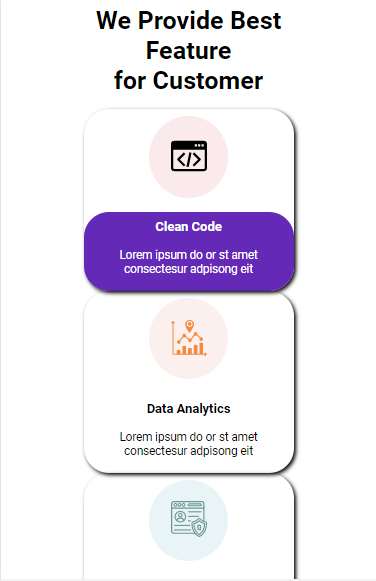 We Provide Best
Feature
for Customer
Clean Code
Lorem ipsum do or st amet
consectesur adpisong eit
Data Analytics
Lorem ipsum do or st amet
consectesur adpisong eit